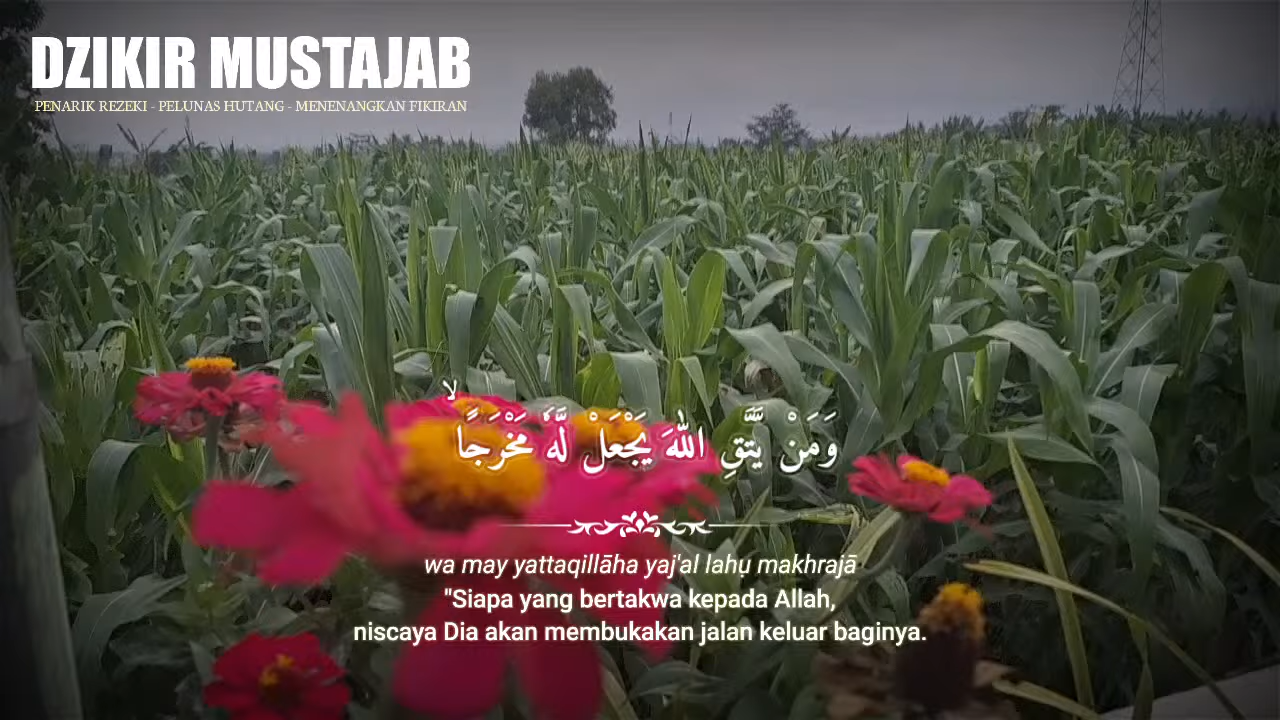 DZIKIR MUSTAJAB
PENARIK REZEKI - PELUNAS HUTANG - MENENANGKAN FIKIRAN
وَمَنْ يَّتَّقِ اللّٰهَ يَجْعَلْ لَّهٗ مَخْرَجًاۙ
wa may yattaqillāha yaj'al lahụ makhrajā
"Siapa yang bertakwa kepada Allah,
niscaya Dia akan membukakan jalan keluar baginya.